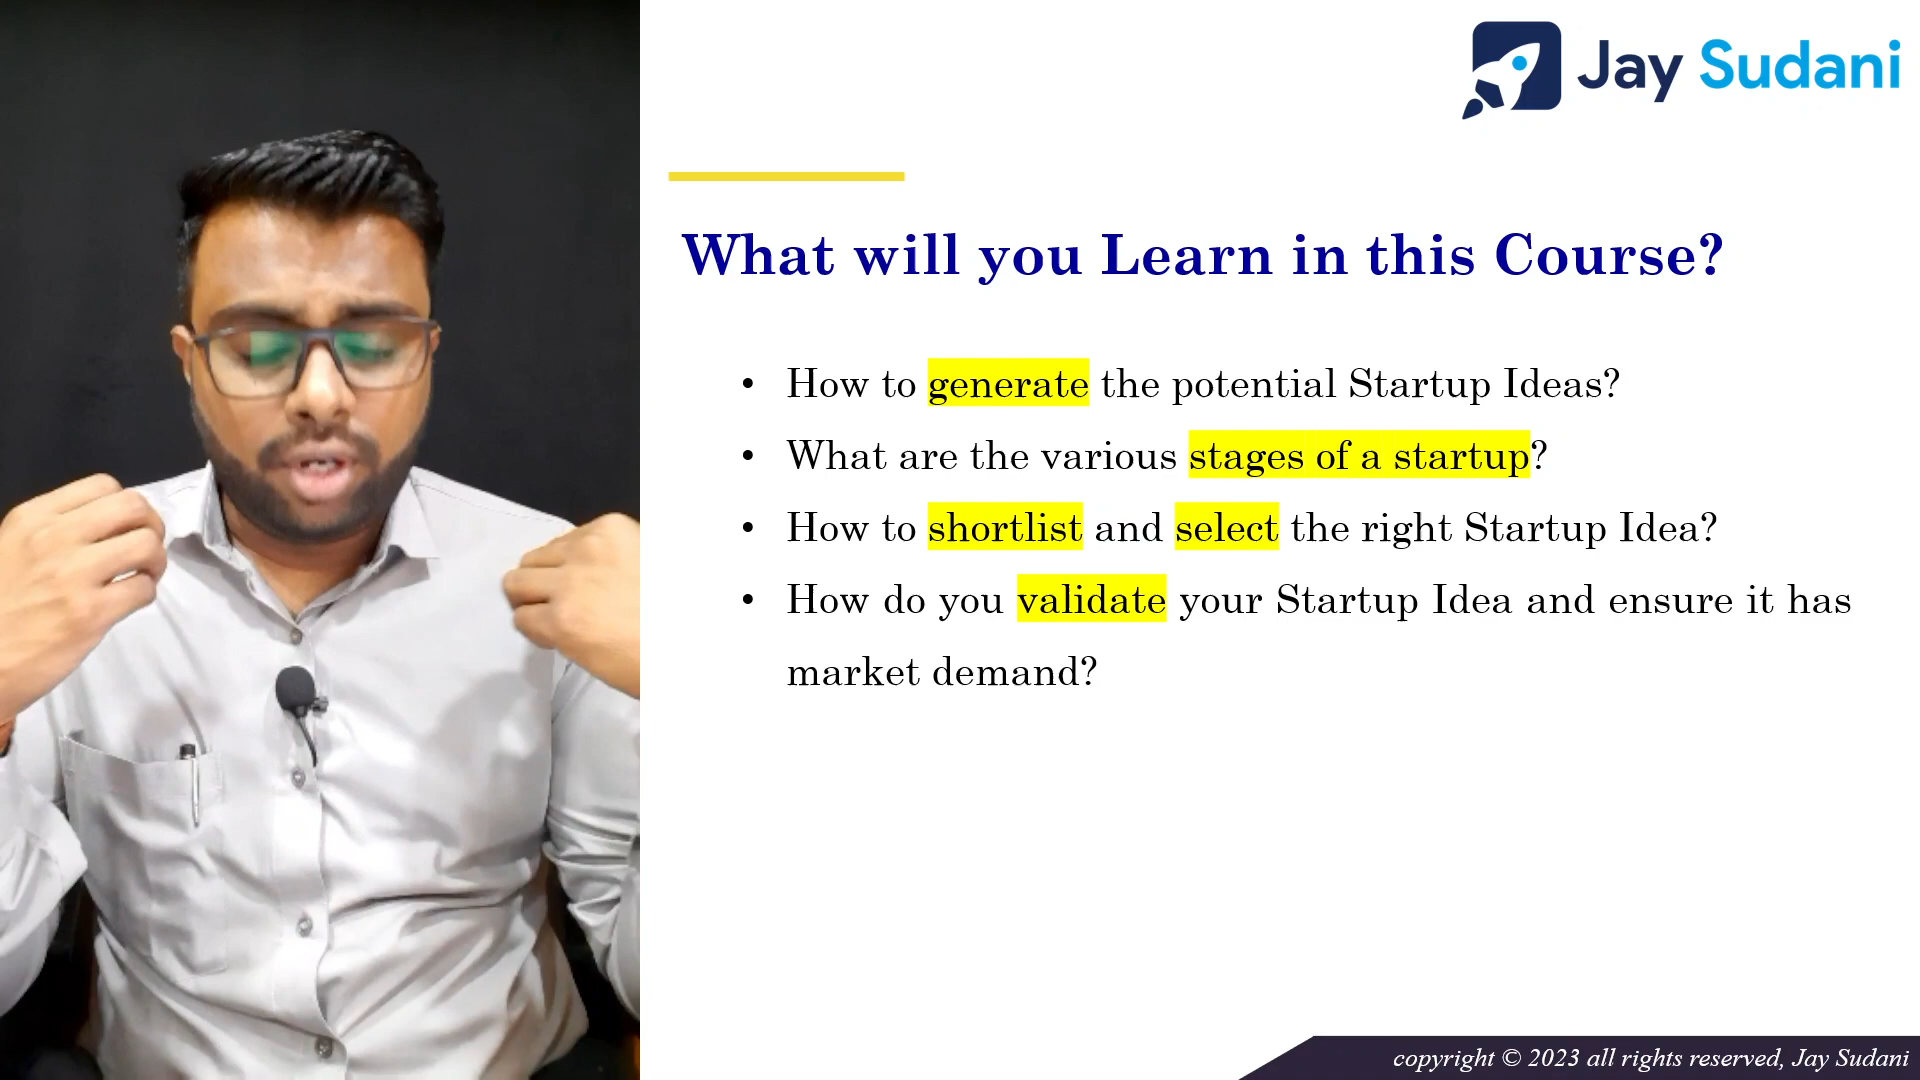 Jay Sudani
What will you Learn in this Course?
• How to generate the potential Startup Ideas?
• What are the various stages of a startup?
• How to shortlist and select the right Startup Idea?
• How do you validate your Startup Idea and ensure it has
market demand?
copyright © 2023 all rights reserved, Jay Sudani